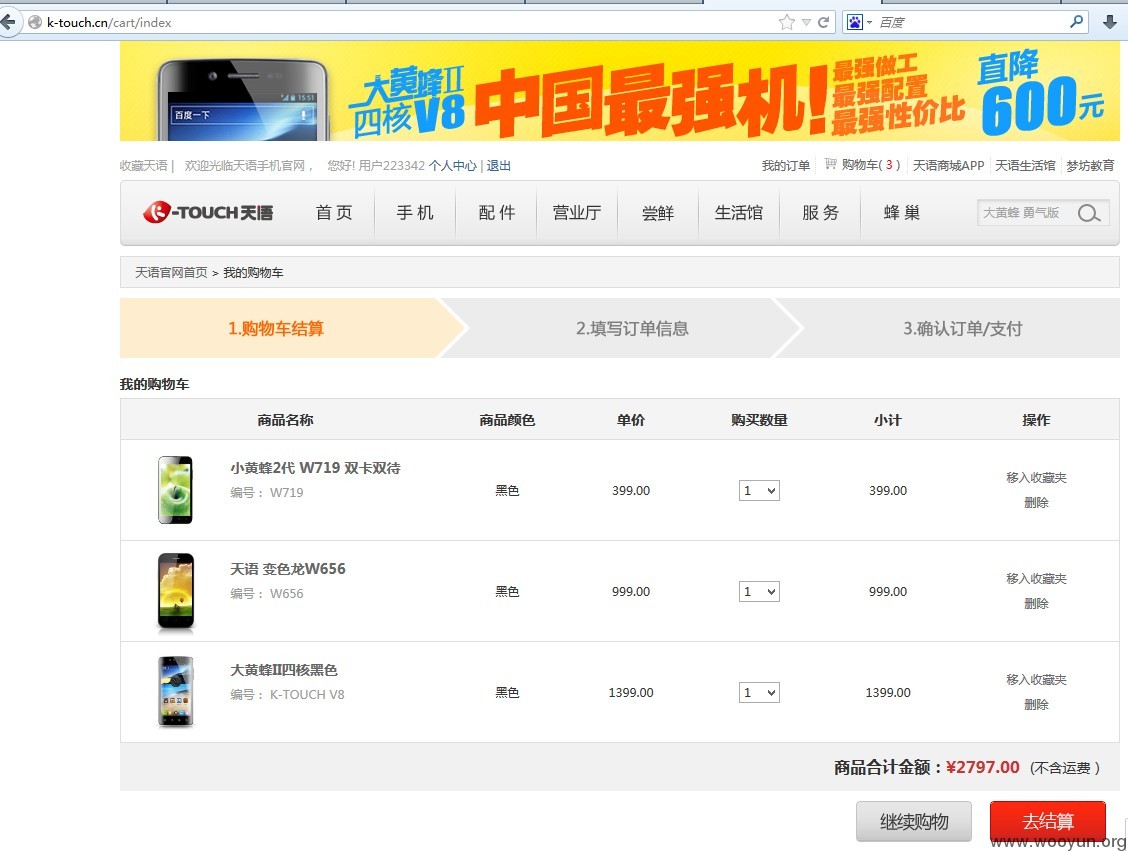 k-touch.cn/cart/index
百度
15:51
百度一下
大黄蜂II
四核V8
中国最强机!
最强做工
最强配置
最强性价比
直降
600元
收藏天语 | 欢迎光临天语手机官网， 您好! 用户223342 个人中心 | 退出
我的订单 购物车( 3 ) 天语商城APP 天语生活馆 梦坊教育
K-TOUCH天语 首 页 手 机 配 件 营业厅 尝鲜 生活馆 服 务 蜂 巢 大黄蜂 勇气版
天语官网首页 > 我的购物车
1.购物车结算 2.填写订单信息 3.确认订单/支付
我的购物车
商品名称 商品颜色 单价 购买数量 小计 操作
小黄蜂2代 W719 双卡双待
编号： W719
黑色 399.00 1 399.00
移入收藏夹
删除
天语 变色龙W656
编号： W656
黑色 999.00 1 999.00
移入收藏夹
删除
大黄蜂II四核黑色
编号： K-TOUCH V8
黑色 1399.00 1 1399.00
移入收藏夹
删除
商品合计金额：¥2797.00 (不含运费 )
继续购物 去结算
www.wooyun.org